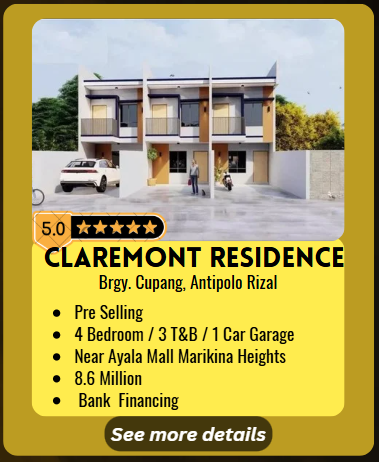 5.0
CLAREMONT RESIDENCE
Brgy. Cupang, Antipolo Rizal
• Pre Selling
• 4 Bedroom / 3 T&B / 1 Car Garage
• Near Ayala Mall Marikina Heights
• 8.6 Million
• Bank Financing
See more details